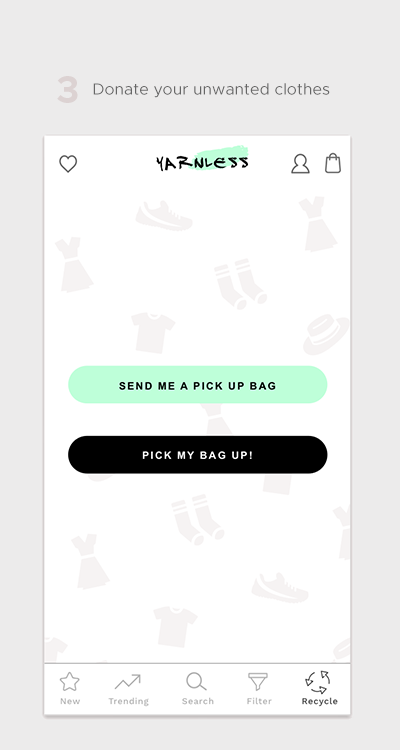 3 Donate your unwanted clothes
YARNLESS
SEND ME A PICK UP BAG
PICK MY BAG UP!
New Trending Search Filter Recycle